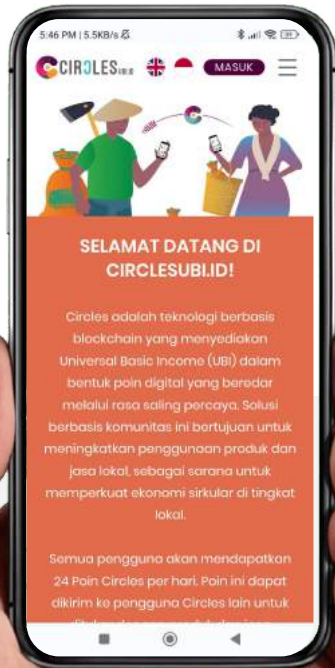 5:46 PM | 5.5KB/s
CIRCLES UBI.ID
MASUK
SELAMAT DATANG DI
CIRCLESUBI.ID!
Circles adalah teknologi berbasis
blockchain yang menyediakan
Universal Basic Income (UBI) dalam
bentuk poin digital yang beredar
melalui rasa saling percaya. Solusi
berbasis komunitas ini bertujuan untuk
meningkatkan penggunaan produk dan
jasa lokal, sebagai sarana untuk
memperkuat ekonomi sirkular di tingkat
lokal.
Semua pengguna akan mendapatkan
24 Poin Circles per hari. Poin ini dapat
dikirim ke pengguna Circles lain untuk